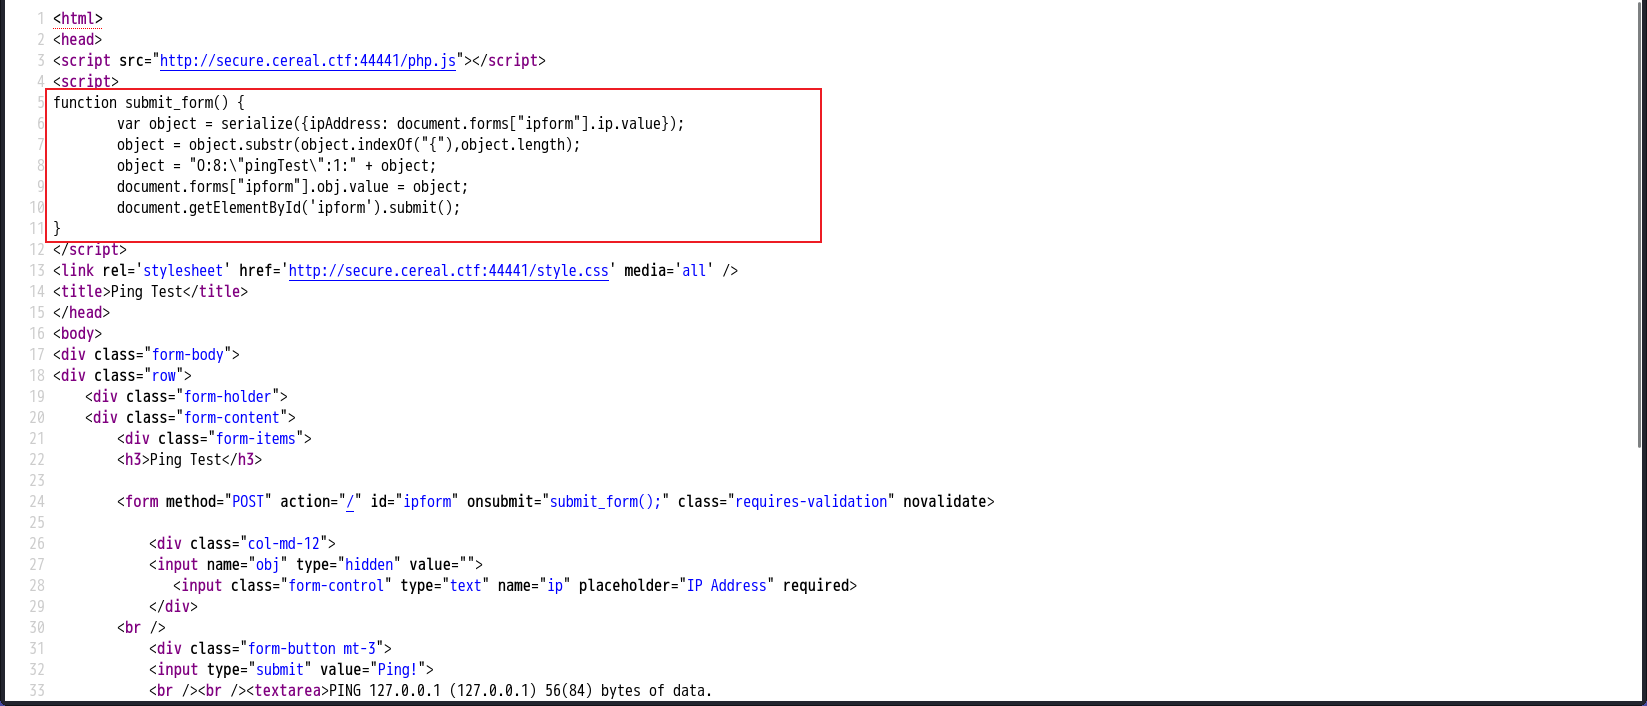 1 <html>
2 <head>
3 <script src="http://secure.cereal.ctf:44441/php.js"></script>
4 <script>
5 function submit_form() {
6 var object = serialize({ipAddress: document.forms["ipform"].ip.value});
7 object = object.substr(object.indexOf("{"),object.length);
8 object = "O:8:\"pingTest\":1:" + object;
9 document.forms["ipform"].obj.value = object;
10 document.getElementById('ipform').submit();
11 }
12 </script>
13 <link rel='stylesheet' href='http://secure.cereal.ctf:44441/style.css' media='all' />
14 <title>Ping Test</title>
15 </head>
16 <body>
17 <div class="form-body">
18 <div class="row">
19 <div class="form-holder">
20 <div class="form-content">
21 <div class="form-items">
22 <h3>Ping Test</h3>
23
24 <form method="POST" action="/" id="ipform" onsubmit="submit_form();" class="requires-validation" novalidate>
25
26 <div class="col-md-12">
27 <input name="obj" type="hidden" value="">
28 <input class="form-control" type="text" name="ip" placeholder="IP Address" required>
29 </div>
30 <br />
31 <div class="form-button mt-3">
32 <input type="submit" value="Ping!">
33 <br /><br /><textarea>PING 127.0.0.1 (127.0.0.1) 56(84) bytes of data.